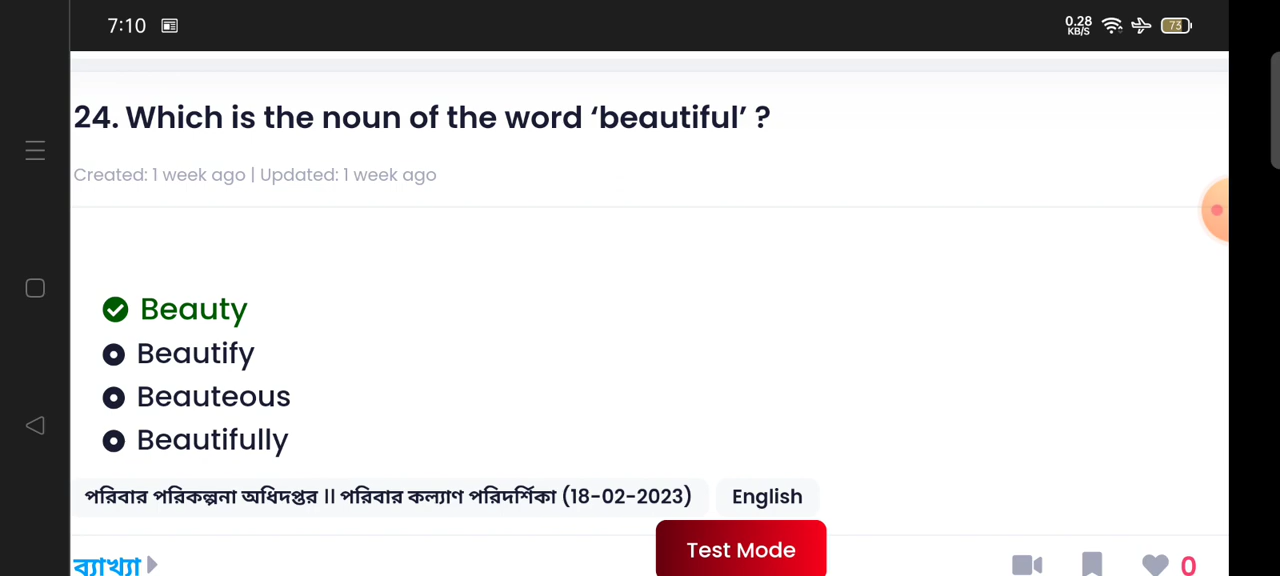 7:10
0.28
KB/S
73
24. Which is the noun of the word ‘beautiful’ ?
Created: 1 week ago | Updated: 1 week ago
Beauty
Beautify
Beauteous
Beautifully
পরিবার পরিকল্পনা অধিদপ্তর || পরিবার কল্যাণ পরিদর্শিকা (18-02-2023) English
Test Mode
ব্যাখ্যা 0